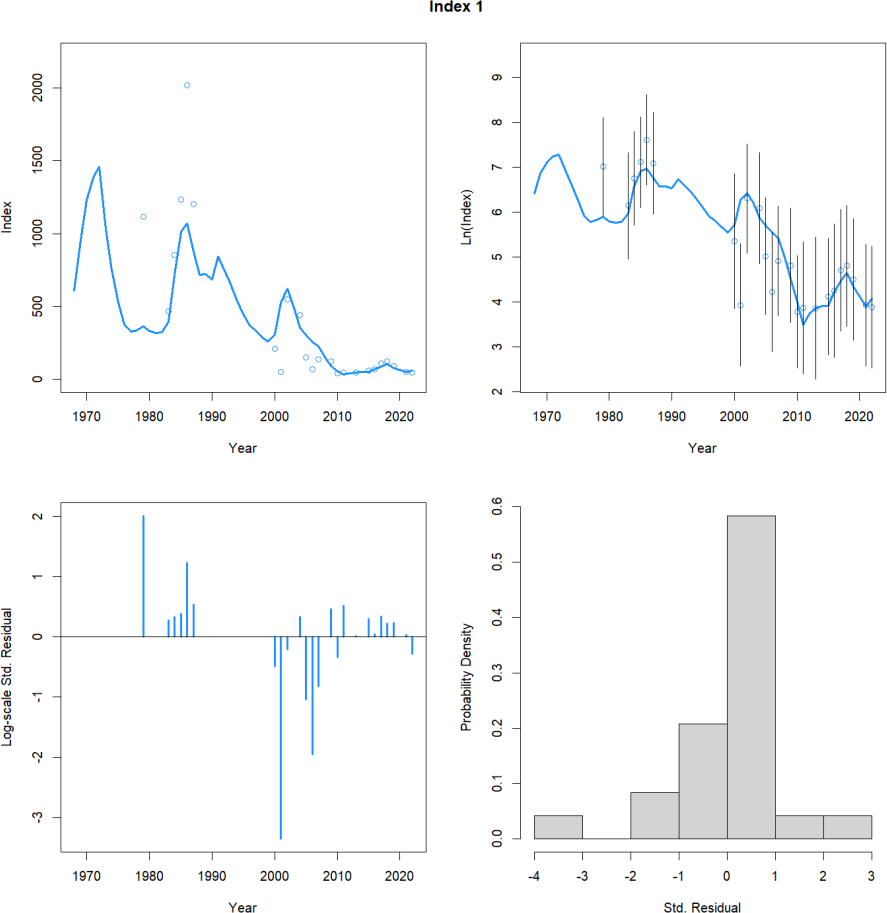 Index 1
Index
2000
1500
1000
500
0
1970 1980 1990 2000 2010 2020
Year
Ln(Index)
9
8
7
6
5
4
3
2
1970 1980 1990 2000 2010 2020
Year
Log-scale Std. Residual
2
1
0
-1
-2
-3
1970 1980 1990 2000 2010 2020
Year
Probability Density
0.6
0.5
0.4
0.3
0.2
0.1
0.0
-4 -3 -2 -1 0 1 2 3
Std. Residual